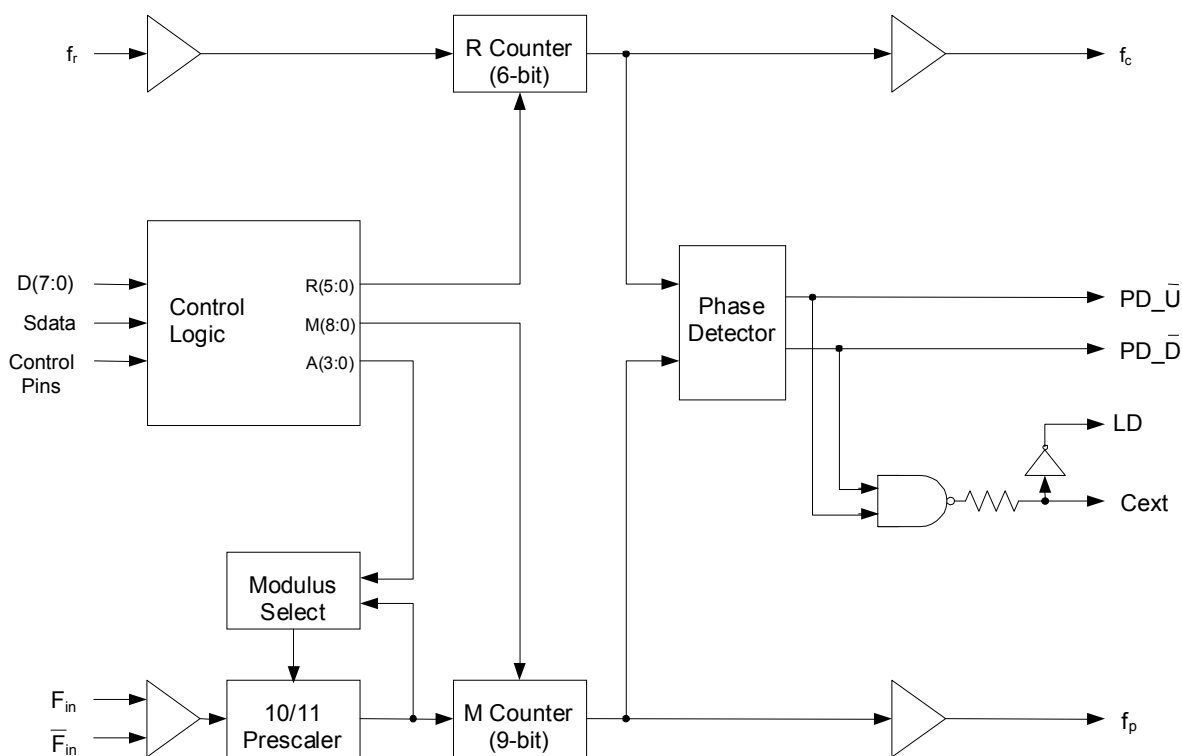 fr
R Counter
(6-bit)
fc
D(7:0)
Sdata
Control
Pins
Control
Logic
R(5:0)
M(8:0)
A(3:0)
Phase
Detector
PD_U̅
PD_D̅
LD
Cext
Modulus
Select
Fin
F̅in
10/11
Prescaler
M Counter
(9-bit)
fp